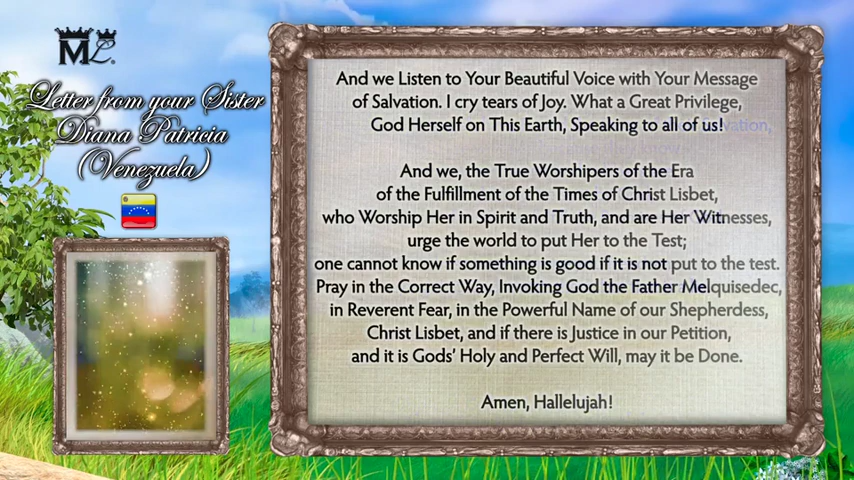 ML®
Letter from your Sister
Diana Patricia
(Venezuela)
And we Listen to Your Beautiful Voice with Your Message
of Salvation. I cry tears of Joy. What a Great Privilege,
God Herself on This Earth, Speaking to all of us!
And we, the True Worshipers of the Era
of the Fulfillment of the Times of Christ Lisbet,
who Worship Her in Spirit and Truth, and are Her Witnesses,
urge the world to put Her to the Test;
one cannot know if something is good if it is not put to the test.
Pray in the Correct Way, Invoking God the Father Melquisedec,
in Reverent Fear, in the Powerful Name of our Shepherdess,
Christ Lisbet, and if there is Justice in our Petition,
and it is Gods' Holy and Perfect Will, may it be Done.
Amen, Hallelujah!